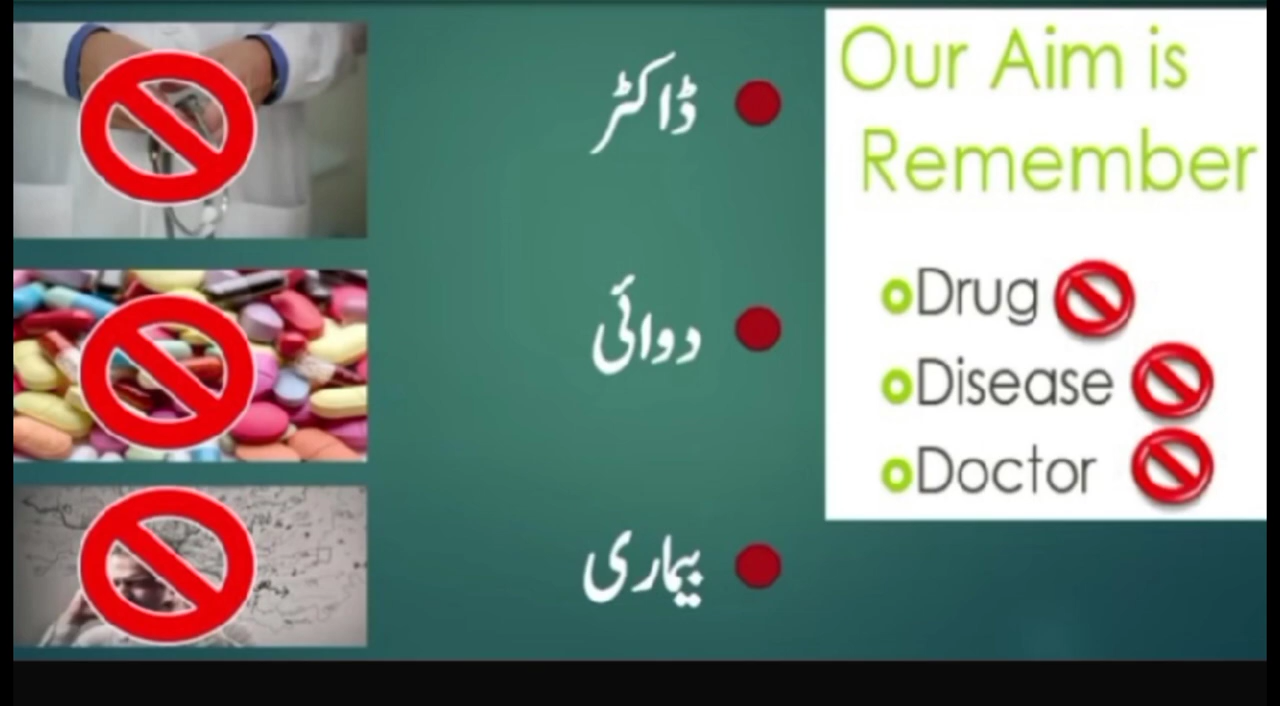 ڈاکٹر
دوائی
بیماری
Our Aim is
Remember
Drug
Disease
Doctor